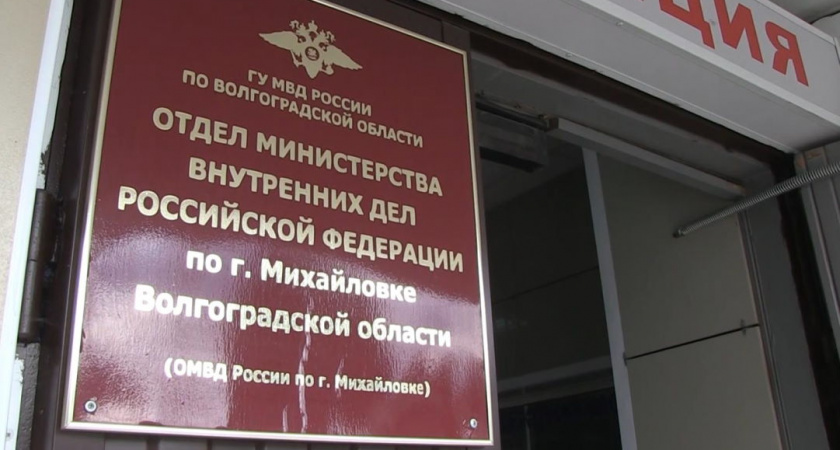 ГУ МВД РОССИИ
ПО ВОЛГОГРАДСКОЙ ОБЛАСТИ
ОТДЕЛ МИНИСТЕРСТВА
ВНУТРЕННИХ ДЕЛ
РОССИЙСКОЙ ФЕДЕРАЦИИ
по г. Михайловке
Волгоградской области
(ОМВД России по г. Михайловке)